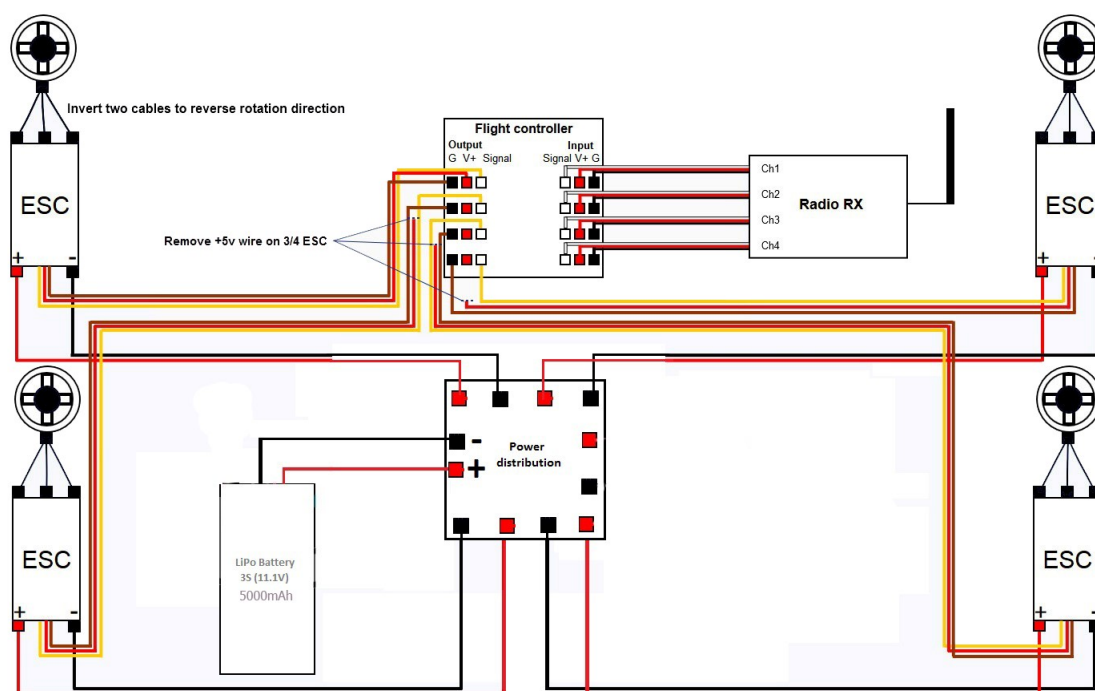 Invert two cables to reverse rotation direction
Flight controller
Output Input
G V+ Signal Signal V+ G
ESC
+ -
Remove +5v wire on 3/4 ESC
Ch1
Ch2
Ch3
Ch4
Radio RX
ESC
+ -
-
+
Power
distribution
LiPo Battery
3S (11.1V)
5000mAh
ESC
+ -
ESC
+ -